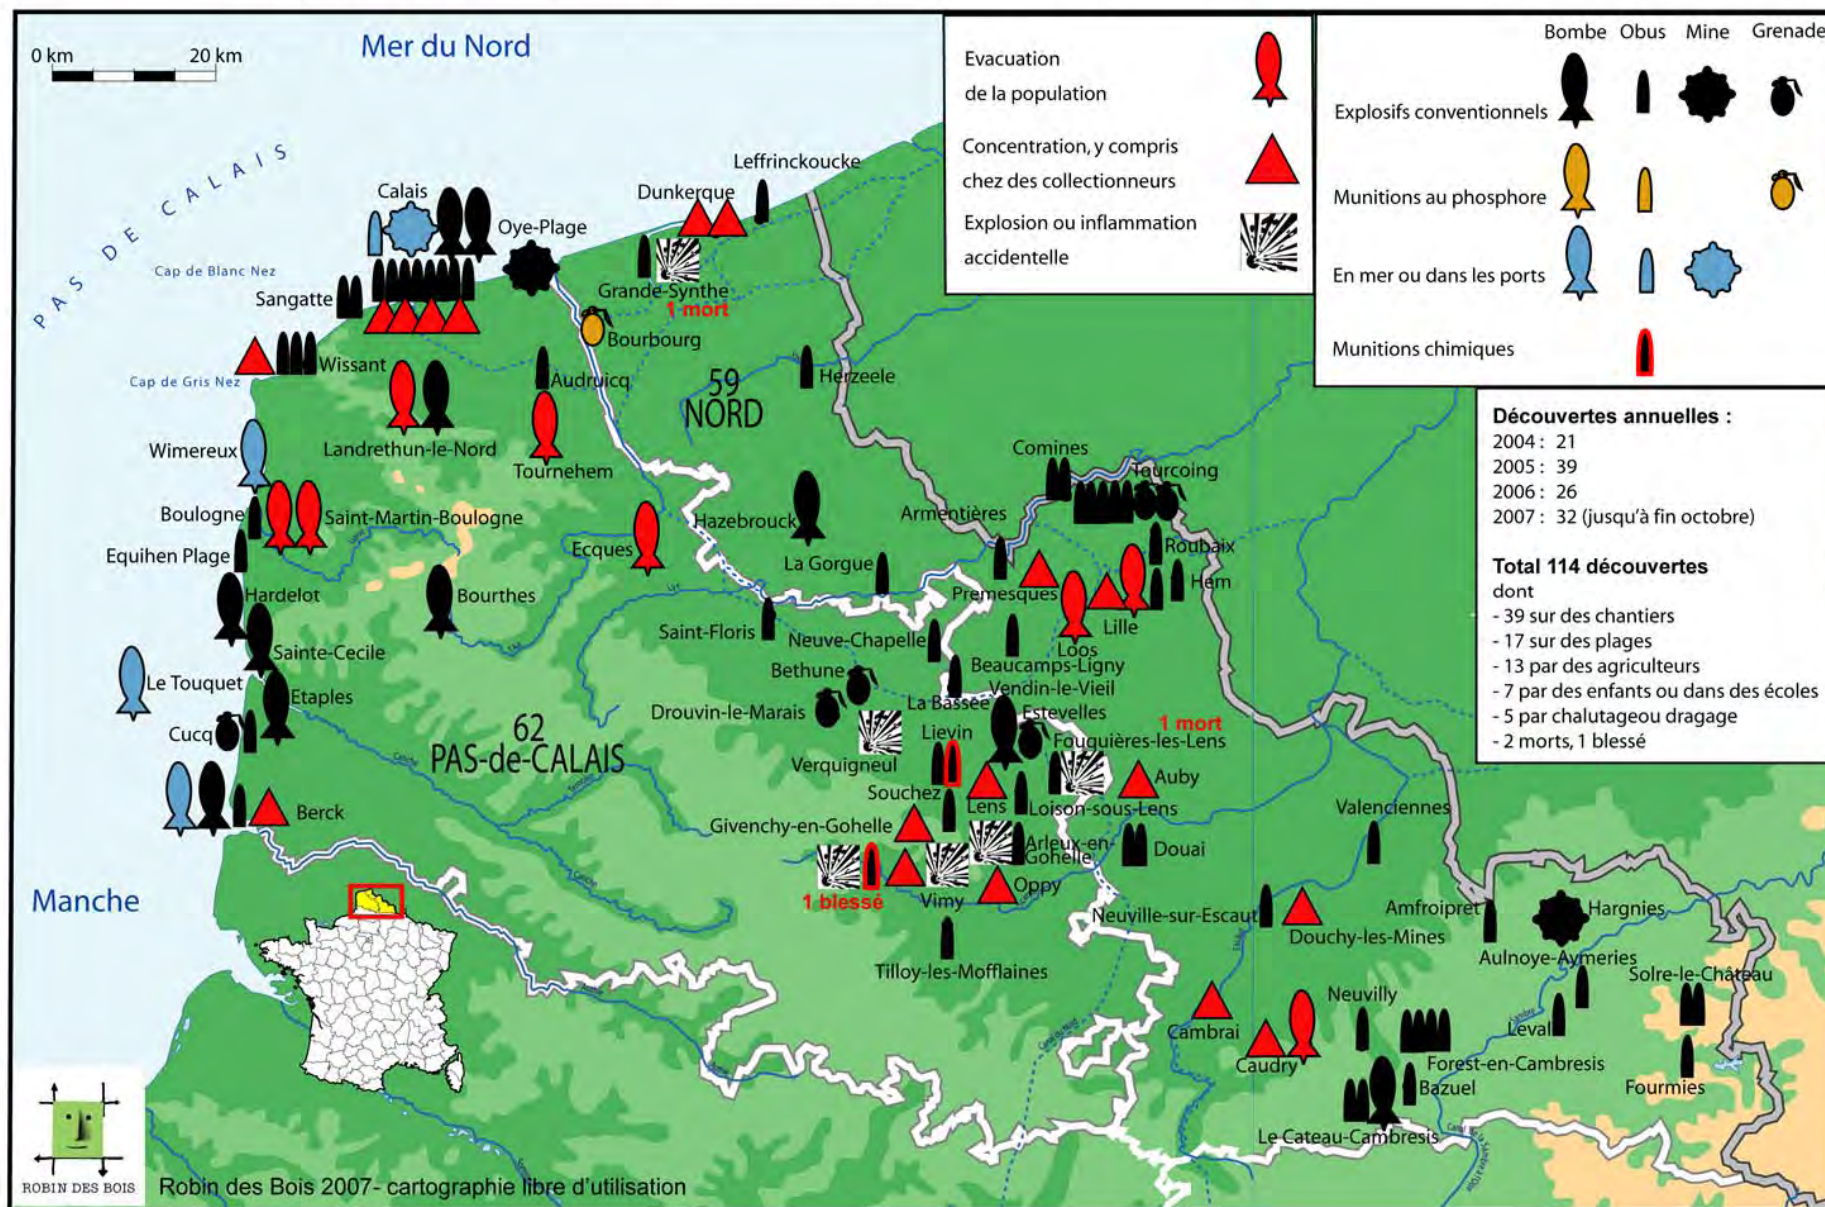 0 km
20 km
Mer du Nord
PAS DE CALAIS
Evacuation
de la population
Concentration, y compris
chez des collectionneurs
Explosion ou inflammation
accidentelle
Bombe Obus Mine Grenade
Explosifs conventionnels
Munitions au phosphore
En mer ou dans les ports
Munitions chimiques
Découvertes annuelles :
2004 : 21
2005 : 39
2006 : 26
2007 : 32 (jusqu'à fin octobre)
Total 114 découvertes
dont
- 39 sur des chantiers
- 17 sur des plages
- 13 par des agriculteurs
- 7 par des enfants ou dans des écoles
- 5 par chalutageou dragage
- 2 morts, 1 blessé
Leffrinckoucke
Dunkerque
Calais
Oye-Plage
Cap de Blanc Nez
Sangatte
Grande-Synthe
1 mort
Bourbourg
Wissant
Cap de Gris Nez
Audruicq
Herzeele
59
NORD
Landrethun-le-Nord
Tournehem
Wimereux
Boulogne
Saint-Martin-Boulogne
Equihen Plage
Hazebrouck
Ecques
Comines
Tourcoing
Armentières
Roubaix
La Gorgue
Hem
Premesques
Lille
Loos
Hardelot
Bourthes
Sainte-Cecile
Saint-Floris
Neuve-Chapelle
Beaucamps-Ligny
Bethune
Vendin-le-Vieil
La Bassée
Le Touquet
Etaples
Drouvin-le-Marais
Estevelles
1 mort
Cucq
62
PAS-de-CALAIS
Lievin
Fouquières-les-Lens
Verquigneul
Auby
Souchez
Lens
Loison-sous-Lens
Berck
Givenchy-en-Gohelle
Valenciennes
Arleux-en-
Gohelle
Douai
Oppy
1 blessé
Vimy
Manche
Neuville-sur-Escaut
Douchy-les-Mines
Amfroipret
Hargnies
Tilloy-les-Mofflaines
Aulnoye-Aymeries
Solre-le-Château
Neuvilly
Cambrai
Leval
Caudry
Forest-en-Cambresis
Bazuel
Fourmies
Le Cateau-Cambresis
Canche
Ternoise
Canche
Authie
Lys
Canal du Nord
Sambre
Escaut
ROBIN DES BOIS
Robin des Bois 2007- cartographie libre d'utilisation